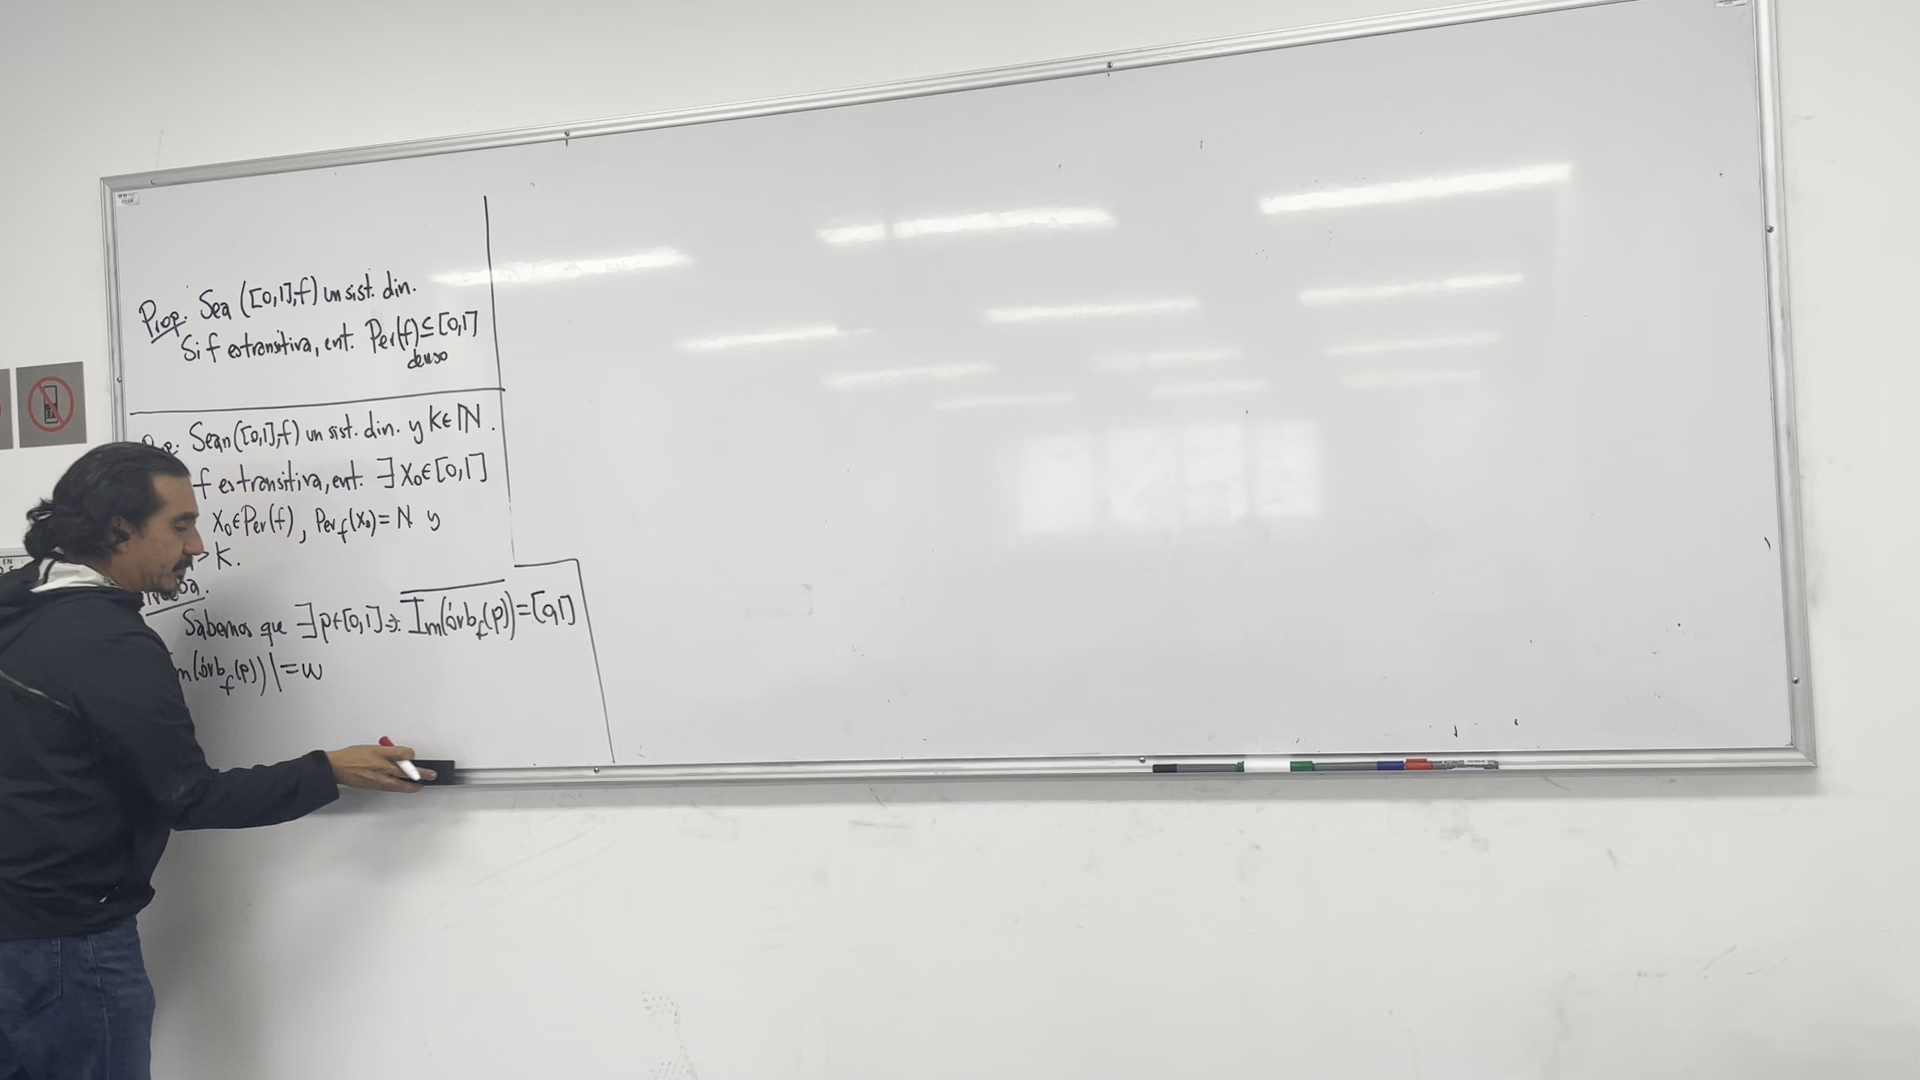 Prop: Sea ([0,1],f) un sist. din.
Si f es transitiva, ent. Per(f)⊆[0,1]
denso
Sean ([0,1],f) un sist. din. y K∈ℕ.
f es transitiva, ent. ∃ x₀∈[0,1]
x₀∈Per(f), Per_f(x₀)=N y
>K.
Sabemos que ∃p∈[0,1]∋: \overline{Im(órb_f(p))}=[0,1]
m(órb_f(p))|=ω